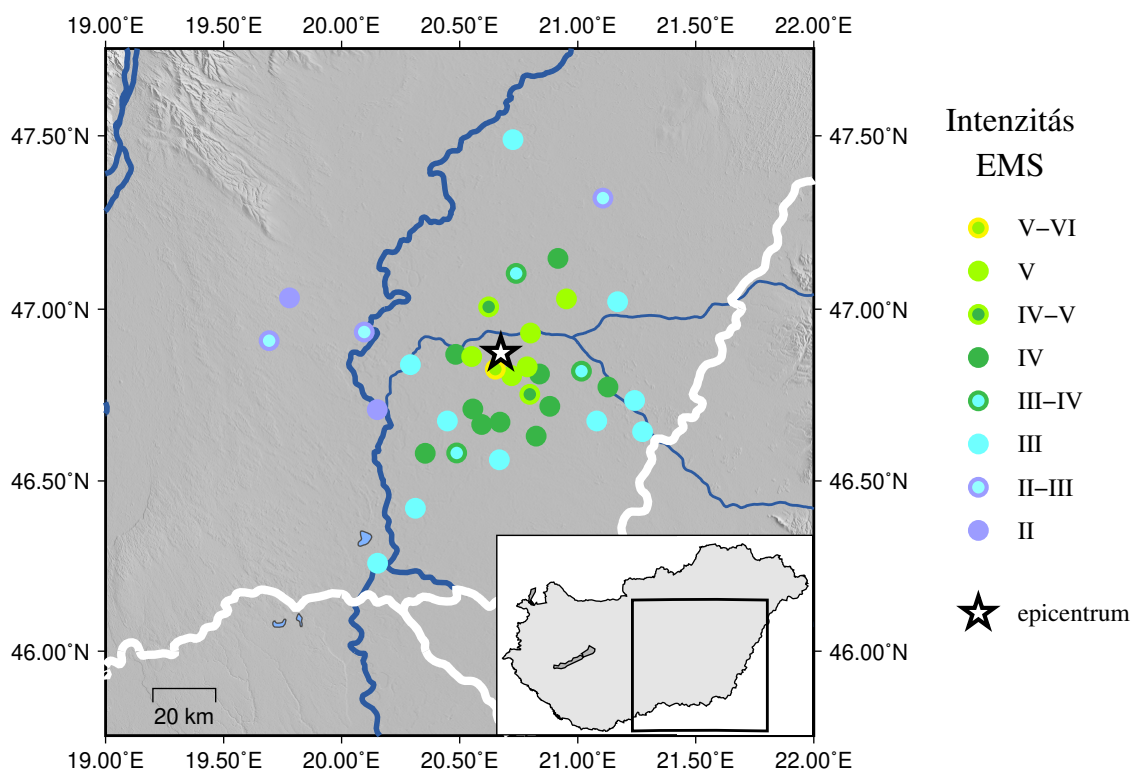 19.00˚E 19.50˚E 20.00˚E 20.50˚E 21.00˚E 21.50˚E 22.00˚E
47.50˚N 47.50˚N
47.00˚N 47.00˚N
46.50˚N 46.50˚N
46.00˚N 46.00˚N
20 km
19.00˚E 19.50˚E 20.00˚E 20.50˚E 21.00˚E 21.50˚E 22.00˚E
Intenzitás
EMS
V−VI
V
IV−V
IV
III−IV
III
II−III
II
epicentrum